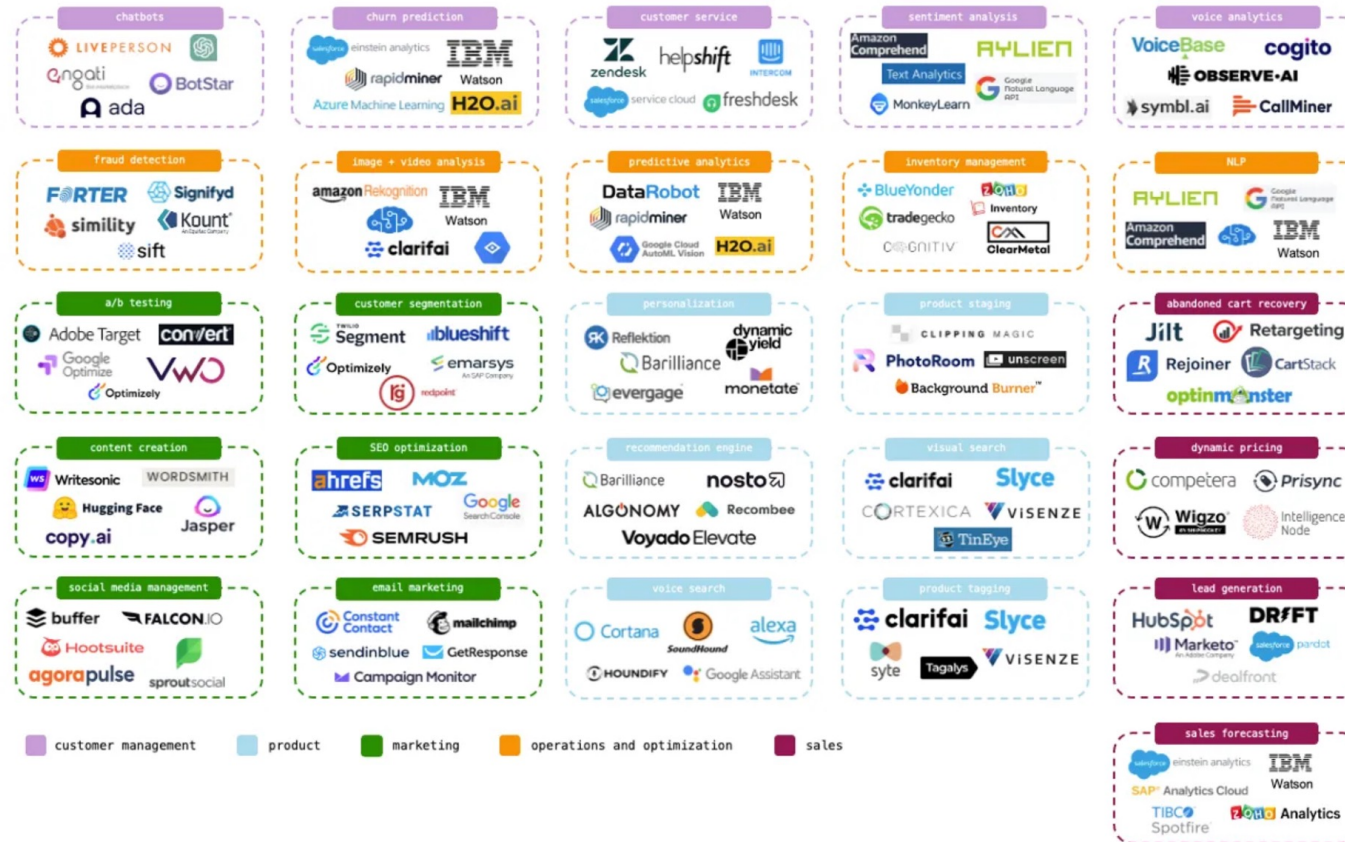 chatbots
LIVEPERSON
engati
BotStar
ada
churn prediction
salesforce einstein analytics
IBM
Watson
rapidminer
Azure Machine Learning
H2O.ai
customer service
zendesk
helpshift
INTERCOM
salesforce service cloud
freshdesk
sentiment analysis
Amazon
Comprehend
AYLIEN
Text Analytics
Google
Natural Language
API
MonkeyLearn
voice analytics
VoiceBase
cogito
OBSERVE·AI
symbl.ai
CallMiner
fraud detection
FORTER
Signifyd
simility
Kount
An Equifax Company
sift
image + video analysis
amazon Rekognition
IBM
Watson
clarifai
predictive analytics
DataRobot
IBM
Watson
rapidminer
Google Cloud
AutoML Vision
H2O.ai
inventory management
BlueYonder
ZOHO
Inventory
tradegecko
COGNITIV
CM
ClearMetal
NLP
AYLIEN
Google
Natural Language
API
Amazon
Comprehend
IBM
Watson
a/b testing
Adobe Target
convert
Google
Optimize
VWO
Optimizely
customer segmentation
TWILIO
Segment
blueshift
Optimizely
emarsys
An SAP Company
rg
redpoint
personalization
RK Reflektion
dynamic
yield
Barilliance
evergage
monetate
product staging
CLIPPING MAGIC
PhotoRoom
unscreen
Background Burner™
abandoned cart recovery
Jilt
Retargeting
Rejoiner
CartStack
optinmonster
content creation
WS Writesonic
WORDSMITH
Hugging Face
Jasper
copy.ai
SEO optimization
ahrefs
MOZ
SERPSTAT
Google
Search Console
SEMRUSH
recommendation engine
Barilliance
nosto
ALGONOMY
Recombee
Voyado Elevate
visual search
clarifai
Slyce
CORTEXICA
ViSENZE
TinEye
dynamic pricing
competera
Prisync
W Wigzo
Intelligence
Node
social media management
buffer
FALCON.IO
Hootsuite
agorapulse
sproutsocial
email marketing
Constant
Contact
mailchimp
sendinblue
GetResponse
Campaign Monitor
voice search
Cortana
SoundHound
alexa
HOUNDIFY
Google Assistant
product tagging
clarifai
Slyce
syte
Tagalys
ViSENZE
lead generation
HubSpot
DRIFT
Marketo™
An Adobe Company
salesforce pardot
dealfront
customer management
product
marketing
operations and optimization
sales
sales forecasting
salesforce einstein analytics
IBM
Watson
SAP® Analytics Cloud
TIBCO
Spotfire
ZOHO Analytics